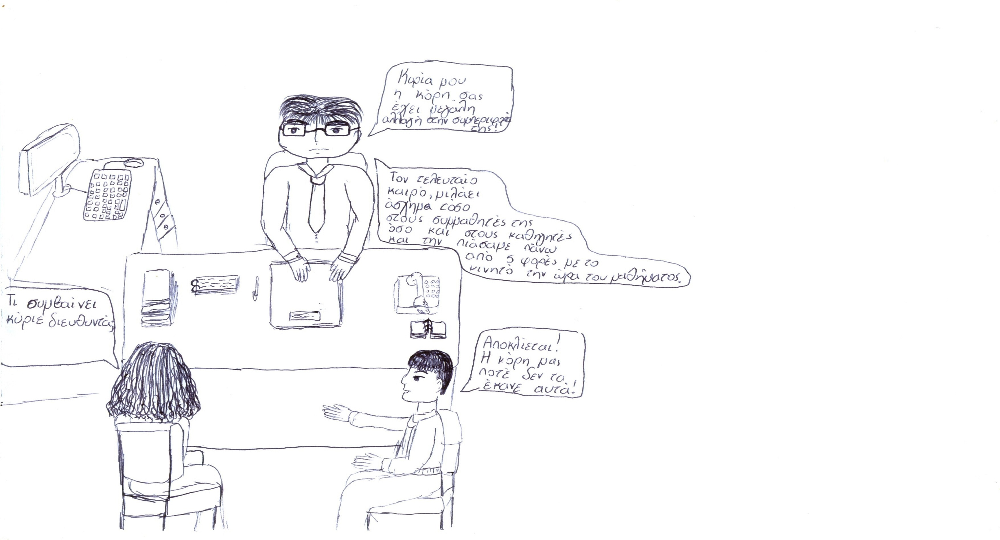 Κυρία μου
η κόρη σας
έχει μεγάλη
αλλαγή στην συμπεριφορά
της!
Τον τελευταίο
καιρό, μιλάει
άσχημα τόσο
στους συμμαθητές της
όσο και στους καθηγητές
και την πιάσαμε πάνω
από 5 φορές με το
κινητό την ώρα του μαθήματος.
Τι συμβαίνει
κύριε διευθυντά;
Αποκλίεται!
Η κόρη μας
ποτέ δεν τα
έκανε αυτά!